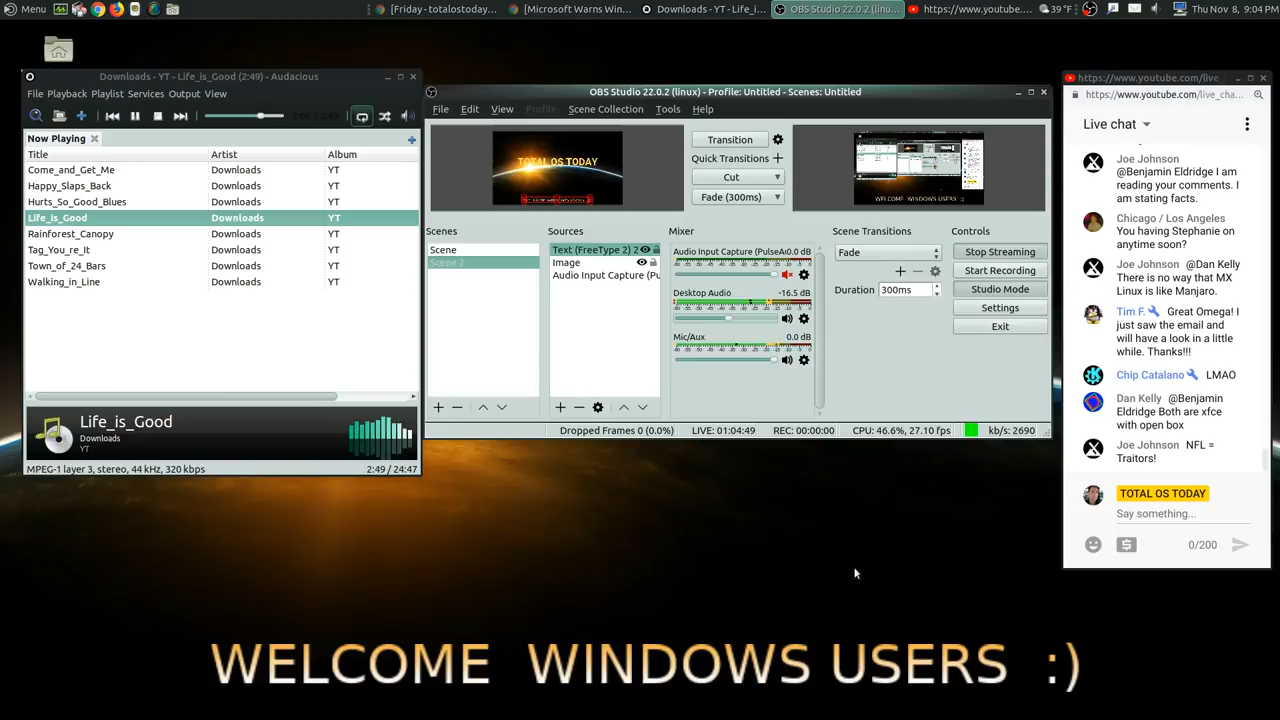 Menu
[Friday - totalostoday...
[Microsoft Warns Win...
Downloads - YT - Life_i...
OBS Studio 22.0.2 (linu...
https://www.youtube....
39 °F
Thu Nov 8, 9:04 PM
Downloads - YT - Life_is_Good (2:49) - Audacious
File Playback Playlist Services Output View
Now Playing
Title Artist Album
Come_and_Get_Me Downloads YT
Happy_Slaps_Back Downloads YT
Hurts_So_Good_Blues Downloads YT
Life_is_Good Downloads YT
Rainforest_Canopy Downloads YT
Tag_You_re_It Downloads YT
Town_of_24_Bars Downloads YT
Walking_in_Line Downloads YT
Life_is_Good
Downloads
YT
MPEG-1 layer 3, stereo, 44 kHz, 320 kbps 2:49 / 24:47
OBS Studio 22.0.2 (linux) - Profile: Untitled - Scenes: Untitled
File Edit View Profile Scene Collection Tools Help
TOTAL OS TODAY
Transition
Quick Transitions
Cut
Fade (300ms)
WELCOME WINDOWS USERS :)
Scenes
Scene
Scene 2
Sources
Text (FreeType 2) 2
Image
Audio Input Capture (Pu
Mixer
Audio Input Capture (PulseA 0.0 dB
Desktop Audio -16.5 dB
Mic/Aux 0.0 dB
Scene Transitions
Fade
Duration 300ms
Controls
Stop Streaming
Start Recording
Studio Mode
Settings
Exit
Dropped Frames 0 (0.0%) LIVE: 01:04:49 REC: 00:00:00 CPU: 46.6%, 27.10 fps kb/s: 2690
https://www.youtube.com/live_
https://www.youtube.com/live_cha...
Live chat
Joe Johnson
@Benjamin Eldridge I am
reading your comments. I
am stating facts.
Chicago / Los Angeles
You having Stephanie on
anytime soon?
Joe Johnson @Dan Kelly
There is no way that MX
Linux is like Manjaro.
Tim F. Great Omega! I
just saw the email and
will have a look in a little
while. Thanks!!!
Chip Catalano LMAO
Dan Kelly @Benjamin
Eldridge Both are xfce
with open box
Joe Johnson NFL =
Traitors!
TOTAL OS TODAY
Say something...
0/200
WELCOME WINDOWS USERS :)